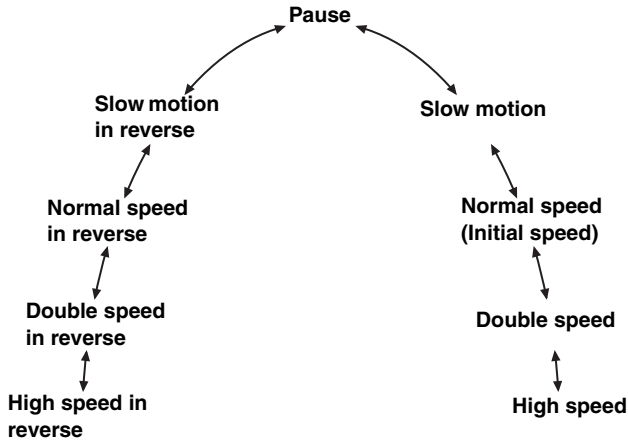 Pause
Slow motion
in reverse
Slow motion
Normal speed
in reverse
Normal speed
(Initial speed)
Double speed
in reverse
Double speed
High speed in
reverse
High speed